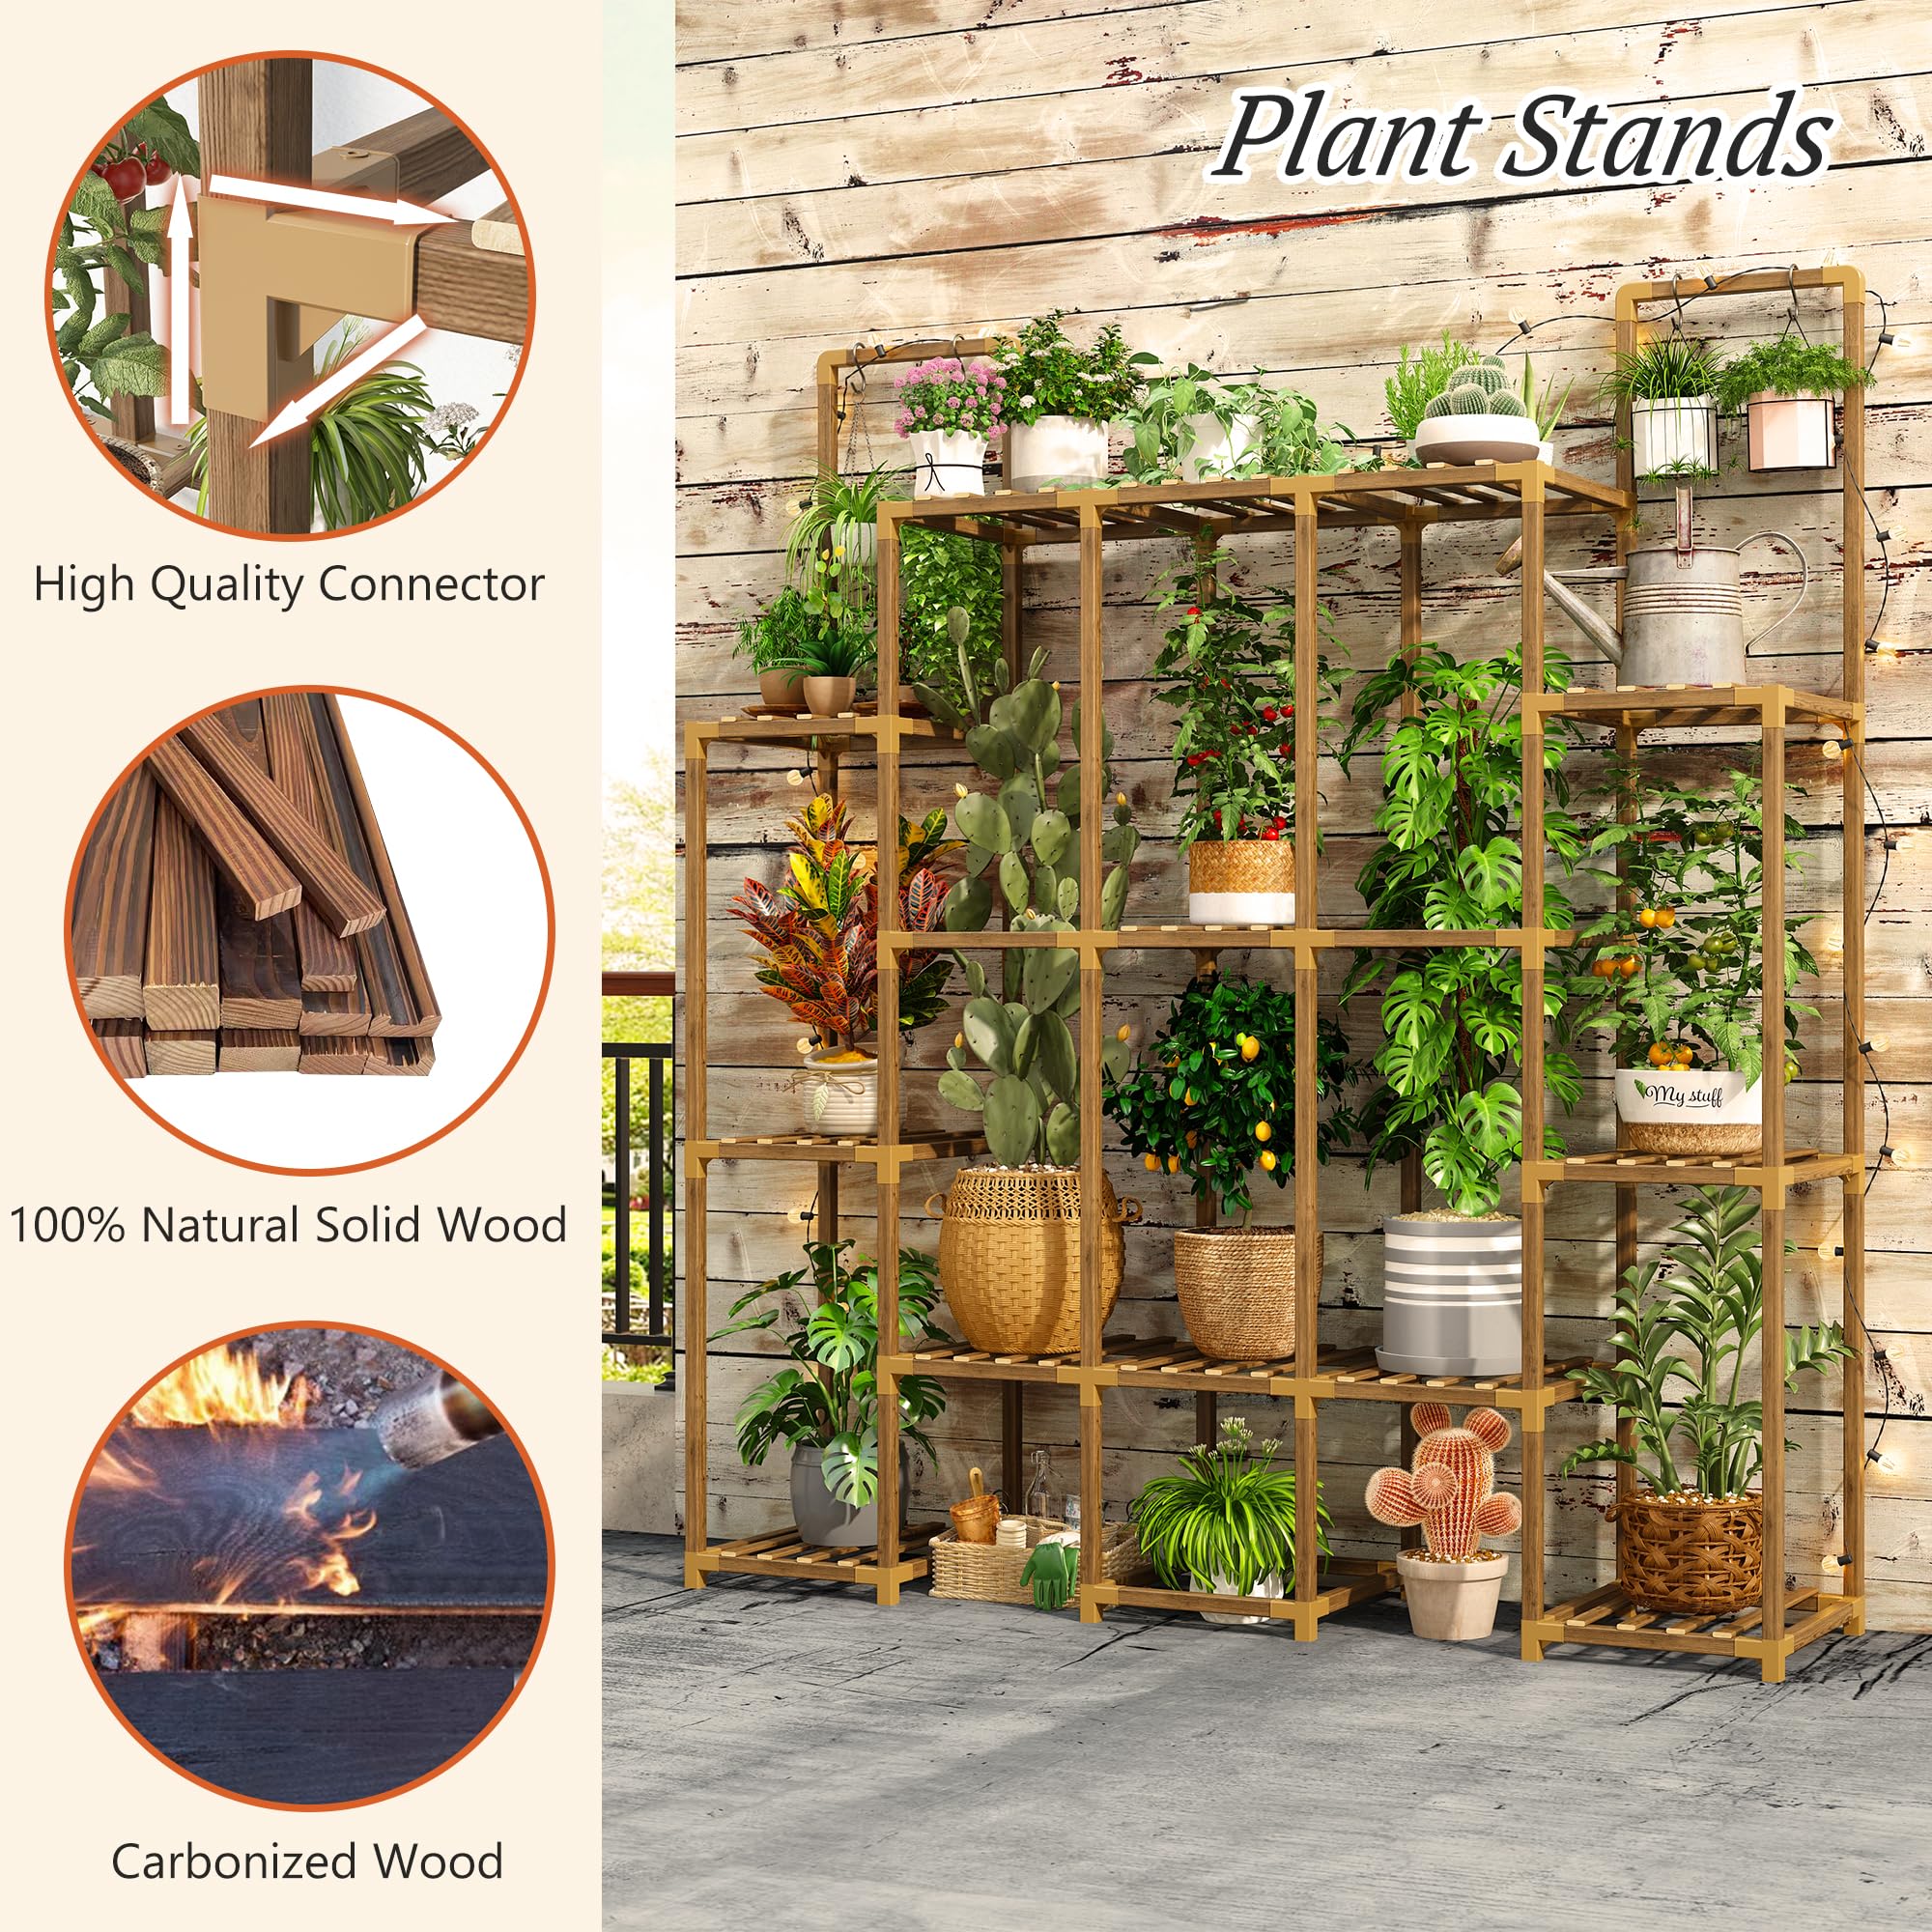 Plant Stands
High Quality Connector
100% Natural Solid Wood
Carbonized Wood
My stuff